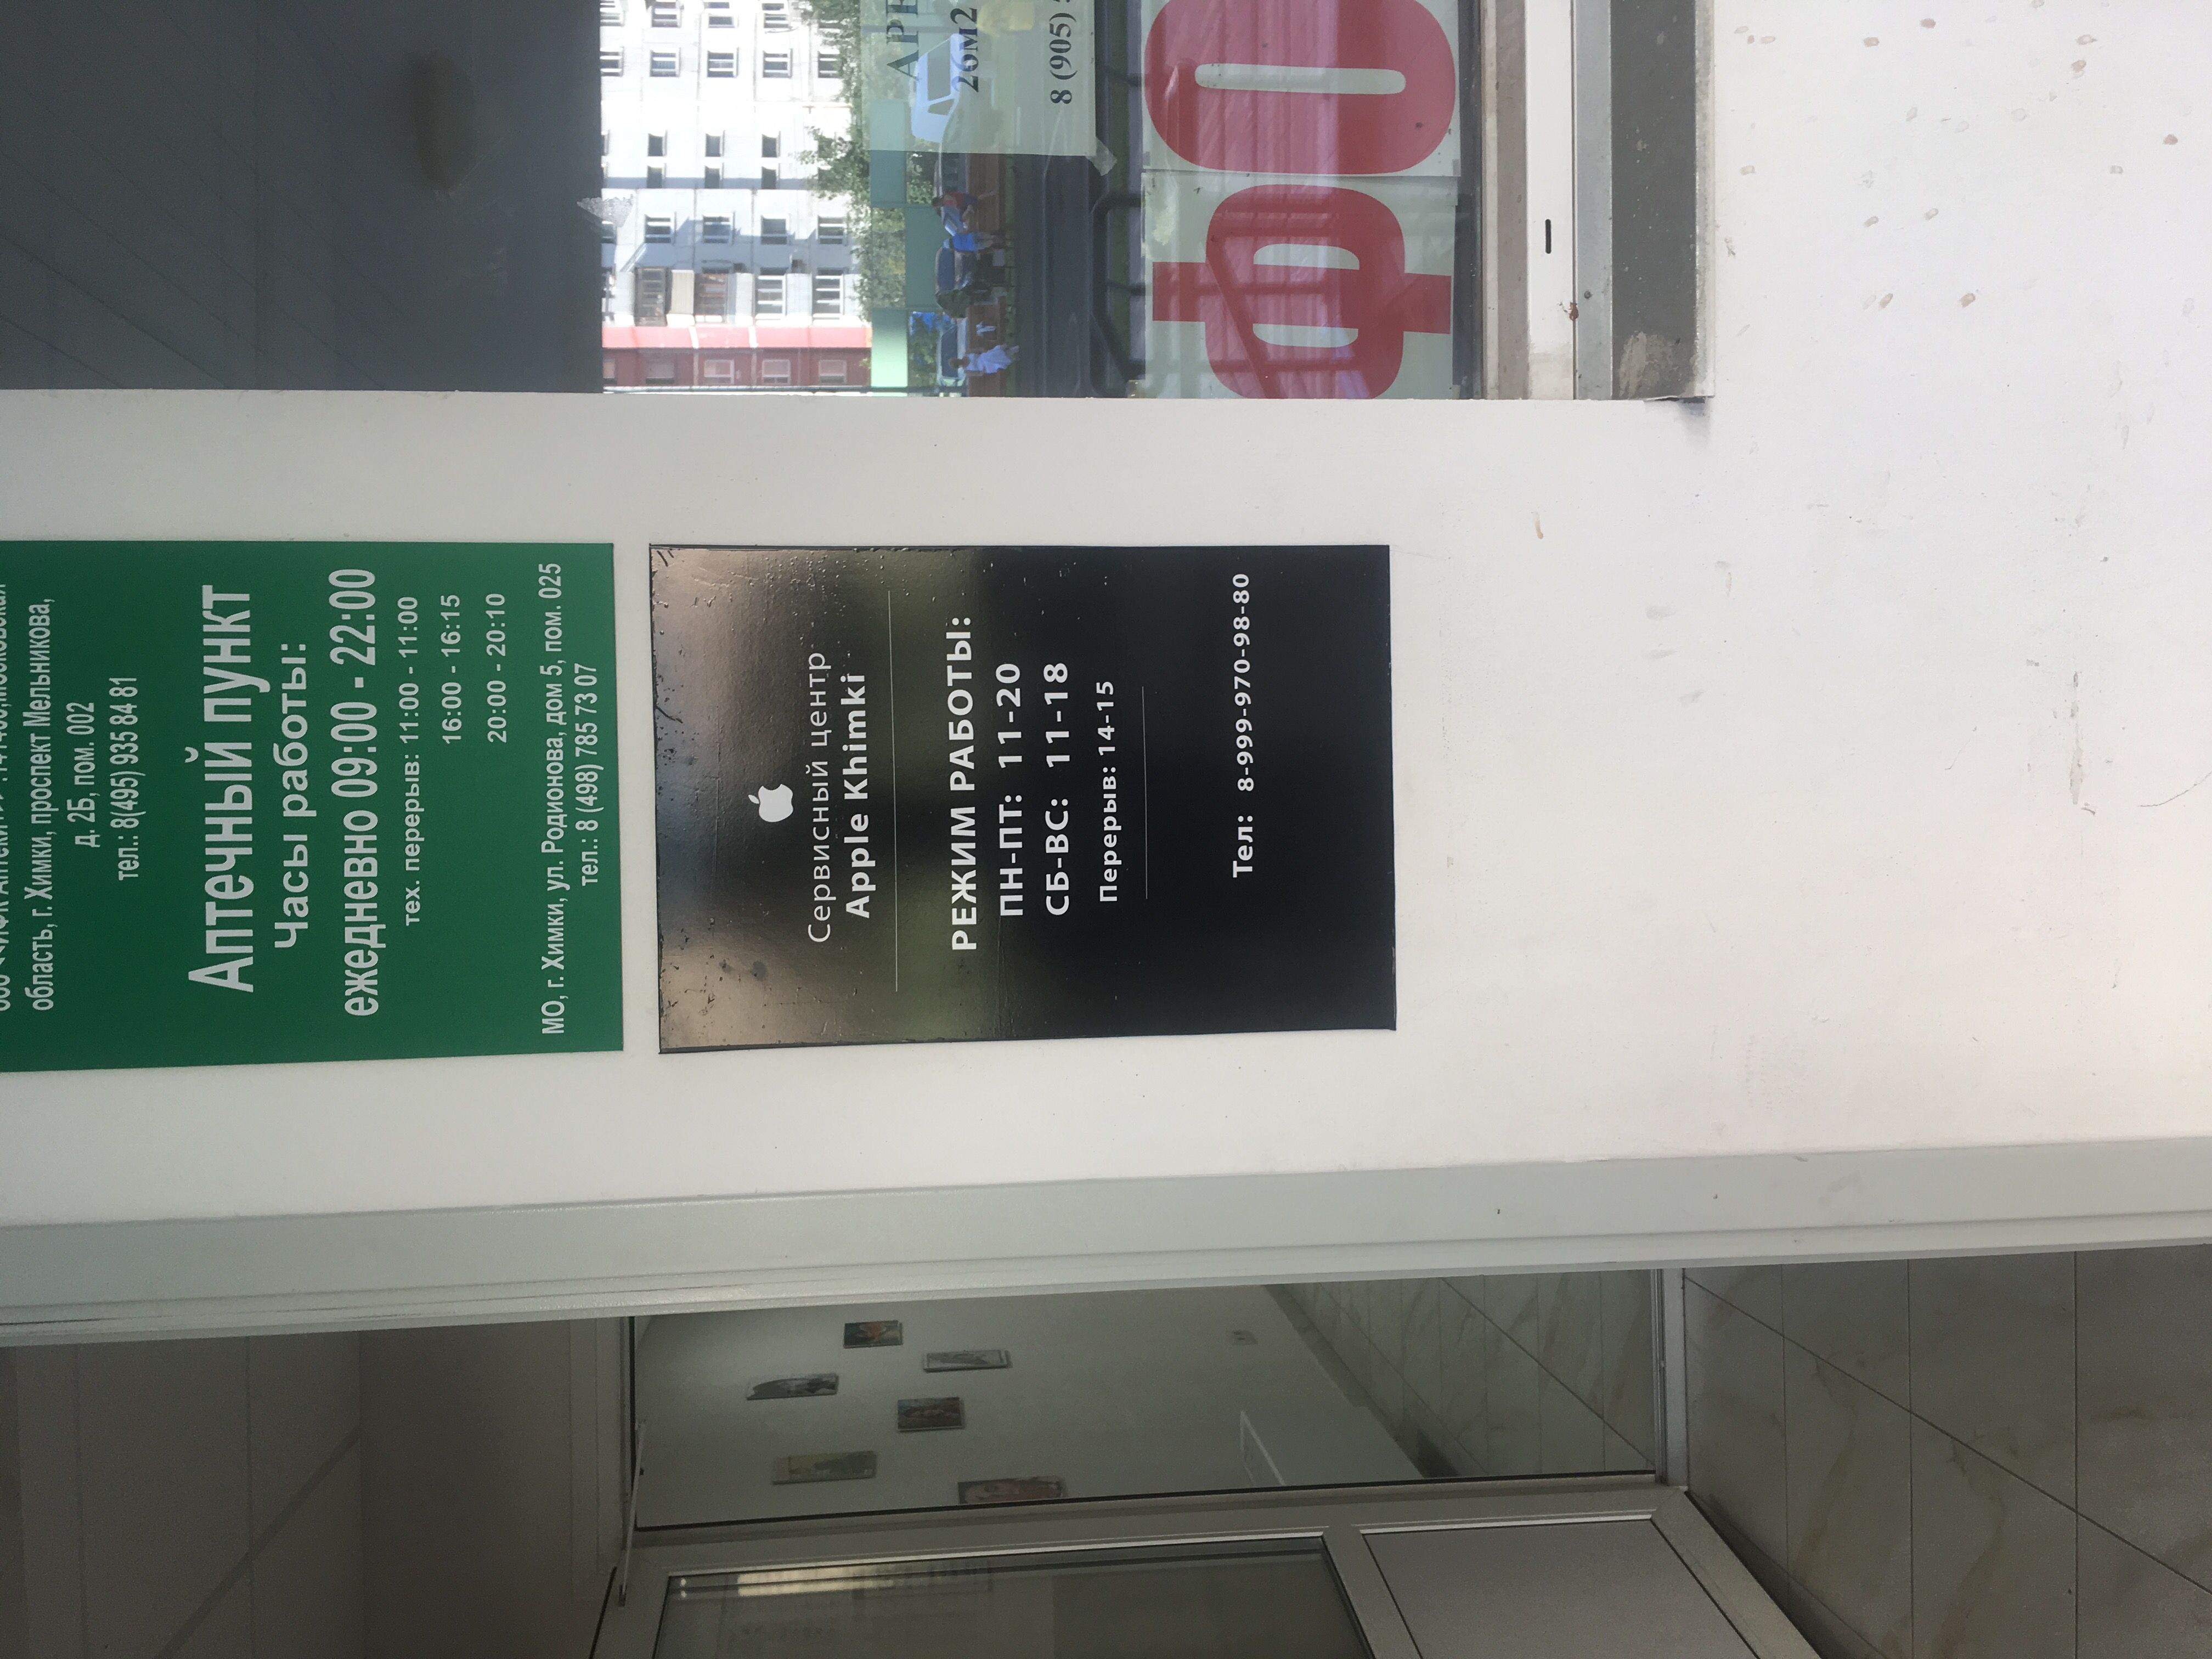 область, г. Химки, проспект Мельникова,
д. 2Б, пом. 002
тел.: 8(495) 935 84 81
Аптечный пункт
Часы работы:
ежедневно 09:00 - 22:00
тех. перерыв: 11:00 - 11:00
16:00 - 16:15
20:00 - 20:10
МО, г. Химки, ул. Родионова, дом 5, пом. 025
тел.: 8 (498) 785 73 07
Сервисный центр
Apple Khimki
РЕЖИМ РАБОТЫ:
ПН-ПТ: 11-20
СБ-ВС: 11-18
Перерыв: 14-15
Тел: 8-9999-970-98-80
26м2
8 (905)
ФО